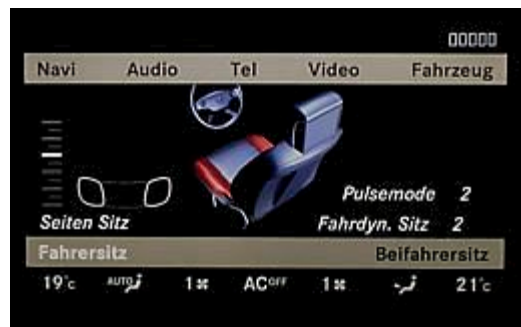 Navi Audio Tel Video Fahrzeug
Pulsemode 2
Seiten Sitz Fahrdyn. Sitz 2
Fahrersitz Beifahrersitz
19°c AUTO 1 AC OFF 1 21°c